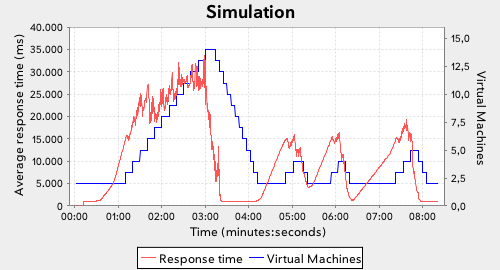 Simulation
Average response time (ms)
40.000
35.000
30.000
25.000
20.000
15.000
10.000
5.000
0
15,0
12,5
10,0
7,5
5,0
2,5
0,0
Virtual Machines
00:00 01:00 02:00 03:00 04:00 05:00 06:00 07:00 08:00
Time (minutes:seconds)
Response time Virtual Machines